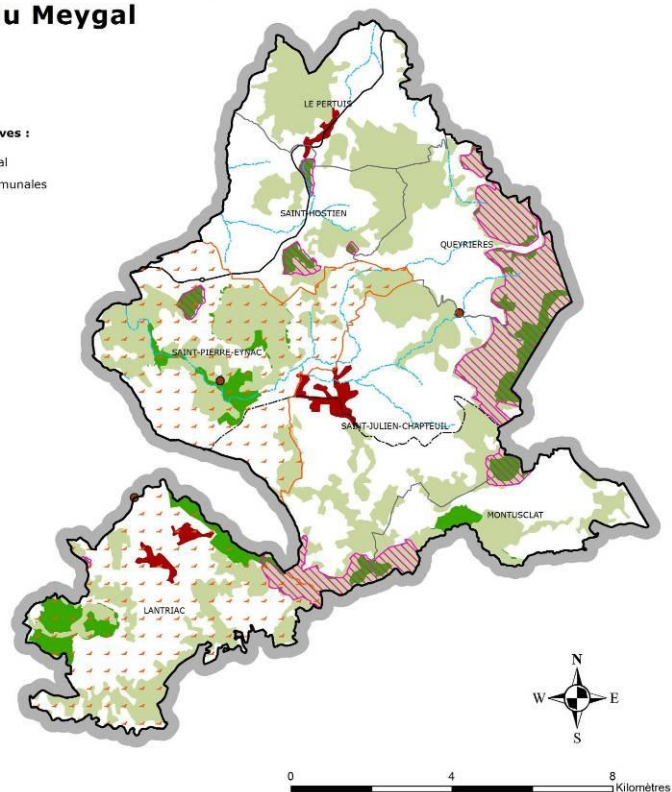 u Meygal
ves :
al
munales
LE PERTUIS
SAINT-HOSTIEN
QUEYRIERES
SAINT-PIERRE-EYNAC
SAINT-JULIEN-CHAPTEUIL
MONTUSCLAT
LANTRIAC
N
W E
S
0 4 8
Kilomètres